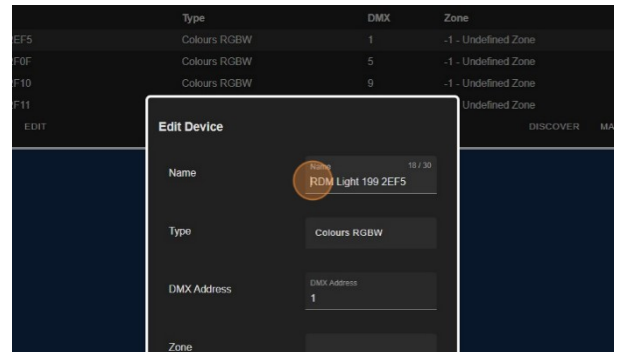 Type DMX Zone
2EF5 Colours RGBW 1 -1 - Undefined Zone
2F0F Colours RGBW 5 -1 - Undefined Zone
2F10 Colours RGBW 9 -1 - Undefined Zone
2F11 Undefined Zone
EDIT DISCOVER MA
Edit Device
Name 18 / 30
Name RDM Light 199 2EF5
Type Colours RGBW
DMX Address
DMX Address 1
Zone